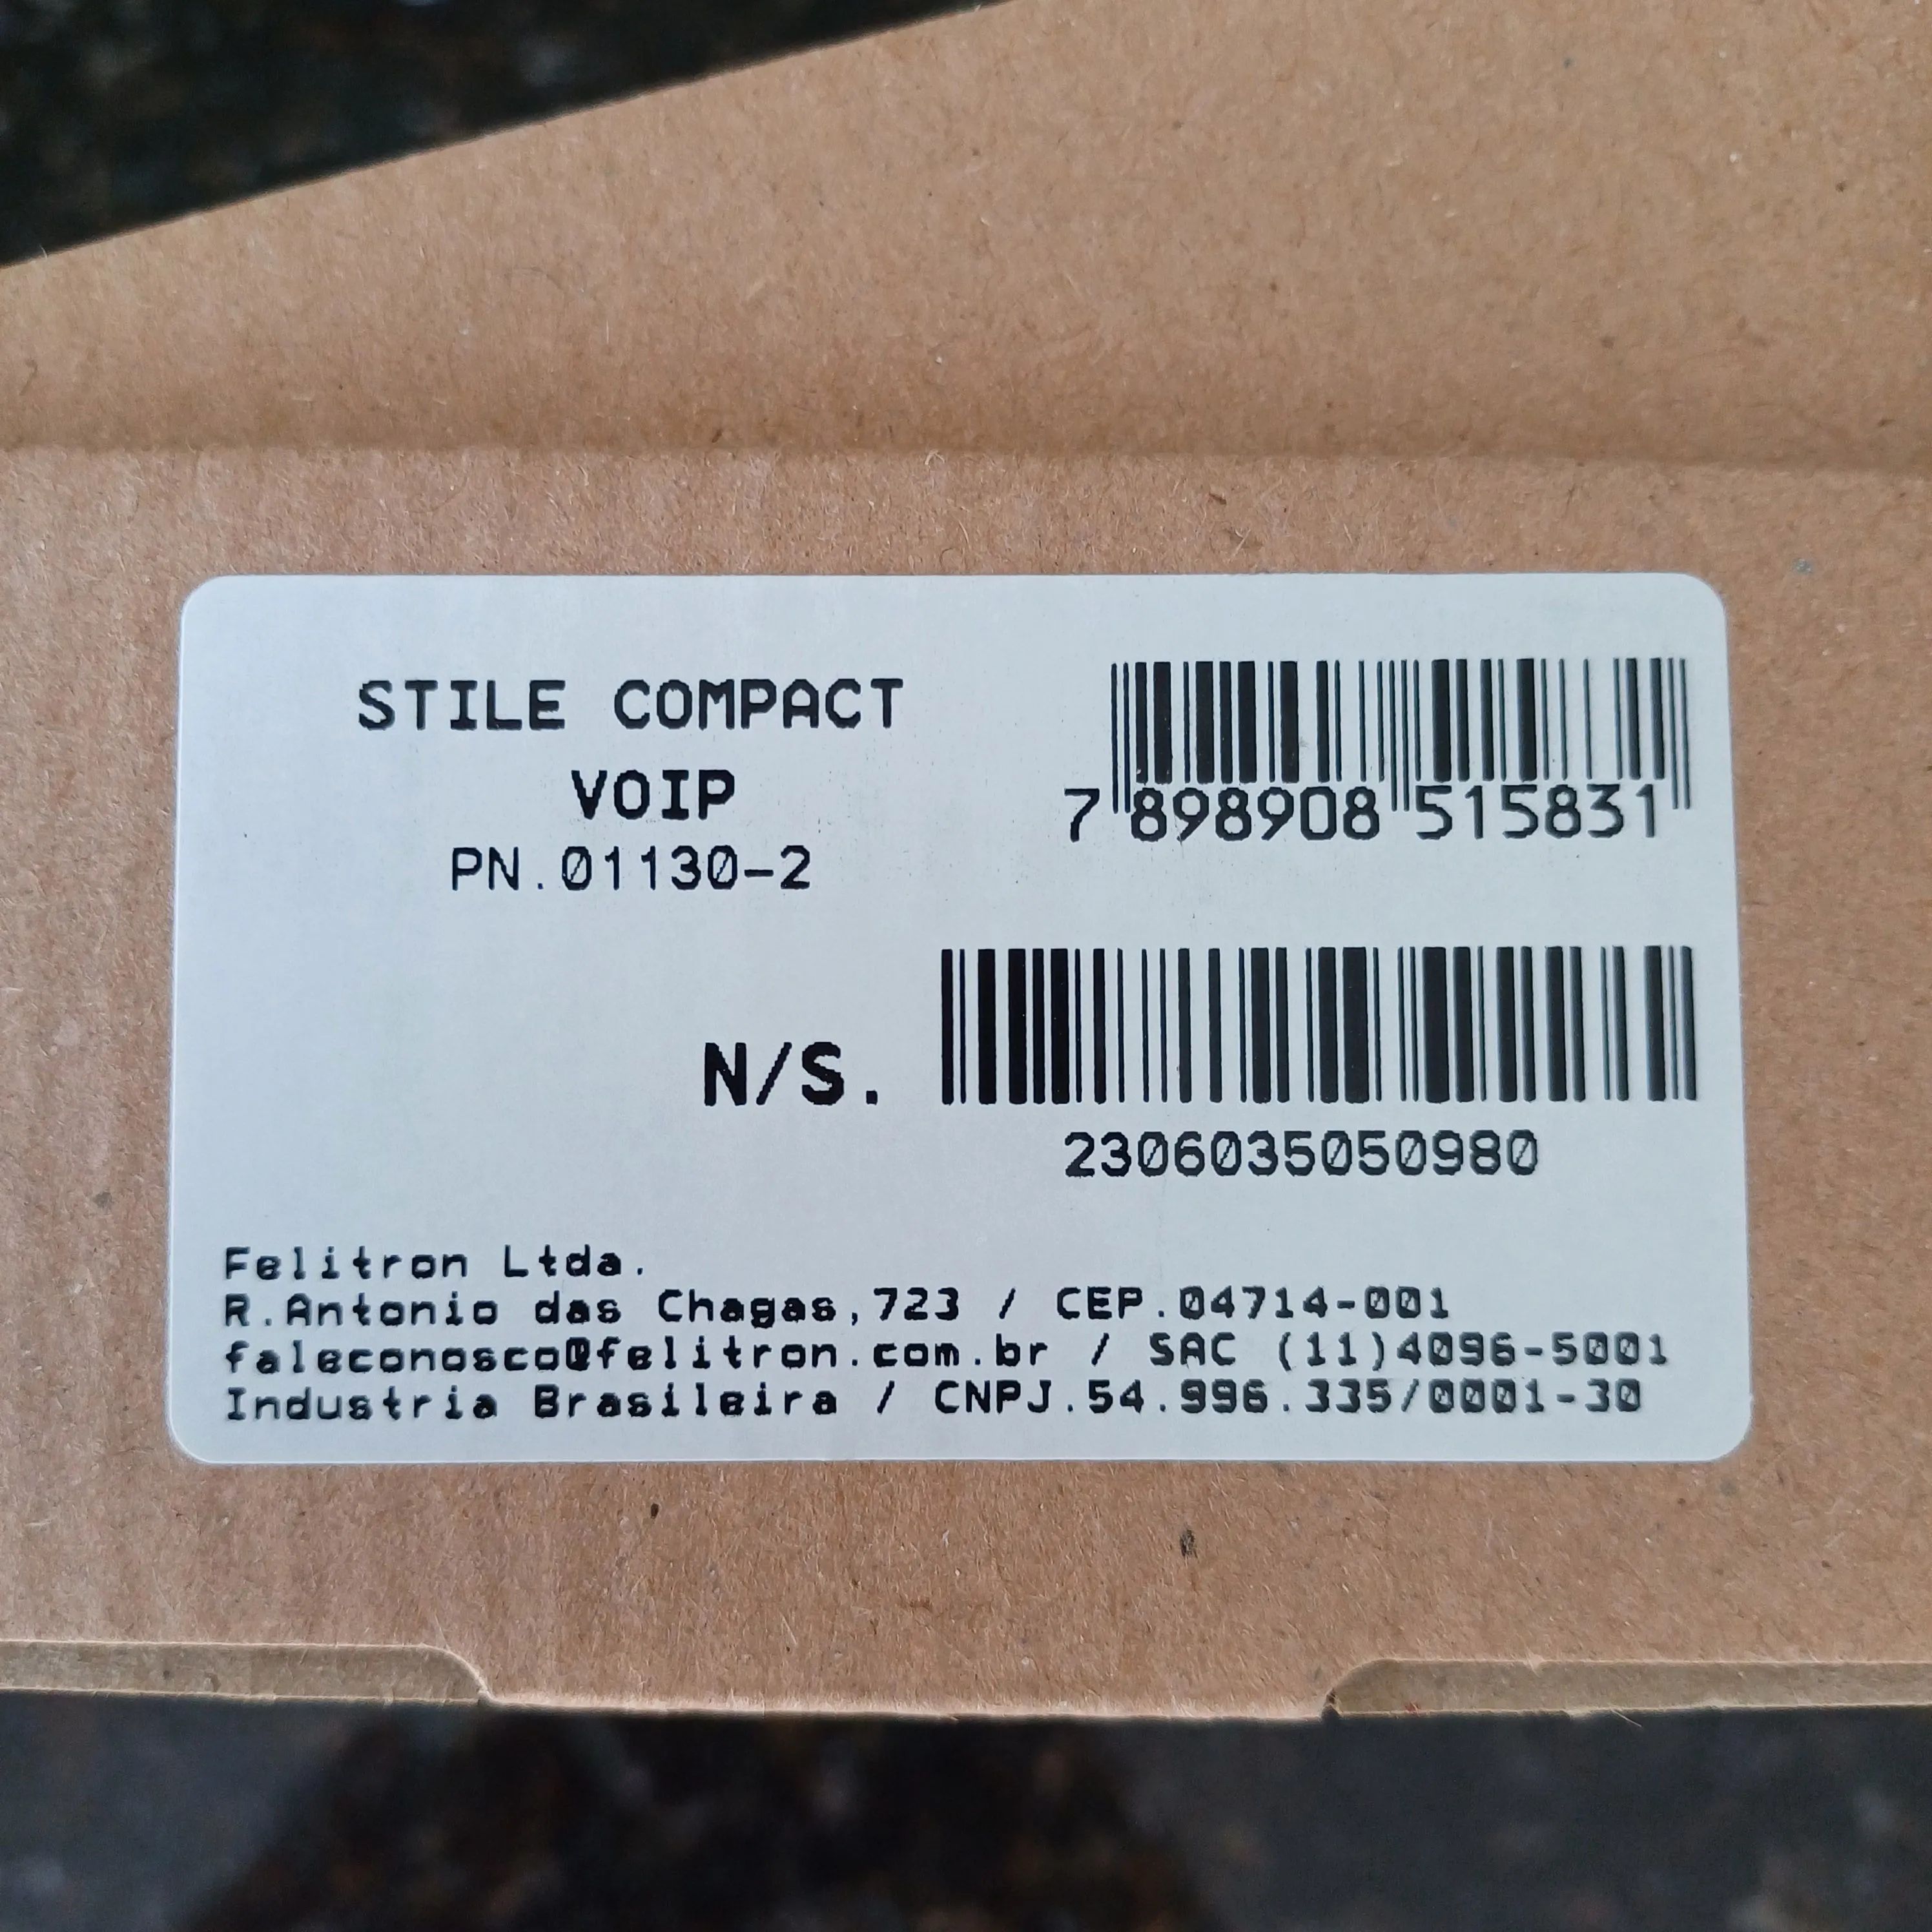 STILE COMPACT
VOIP
PN.01130-2
7 898908 515831
N/S.
2306035050980
Felitron Ltda.
R.Antonio das Chagas,723 / CEP.04714-001
faleconosco@felitron.com.br / SAC (11)4096-5001
Industria Brasileira / CNPJ.54.996.335/0001-30